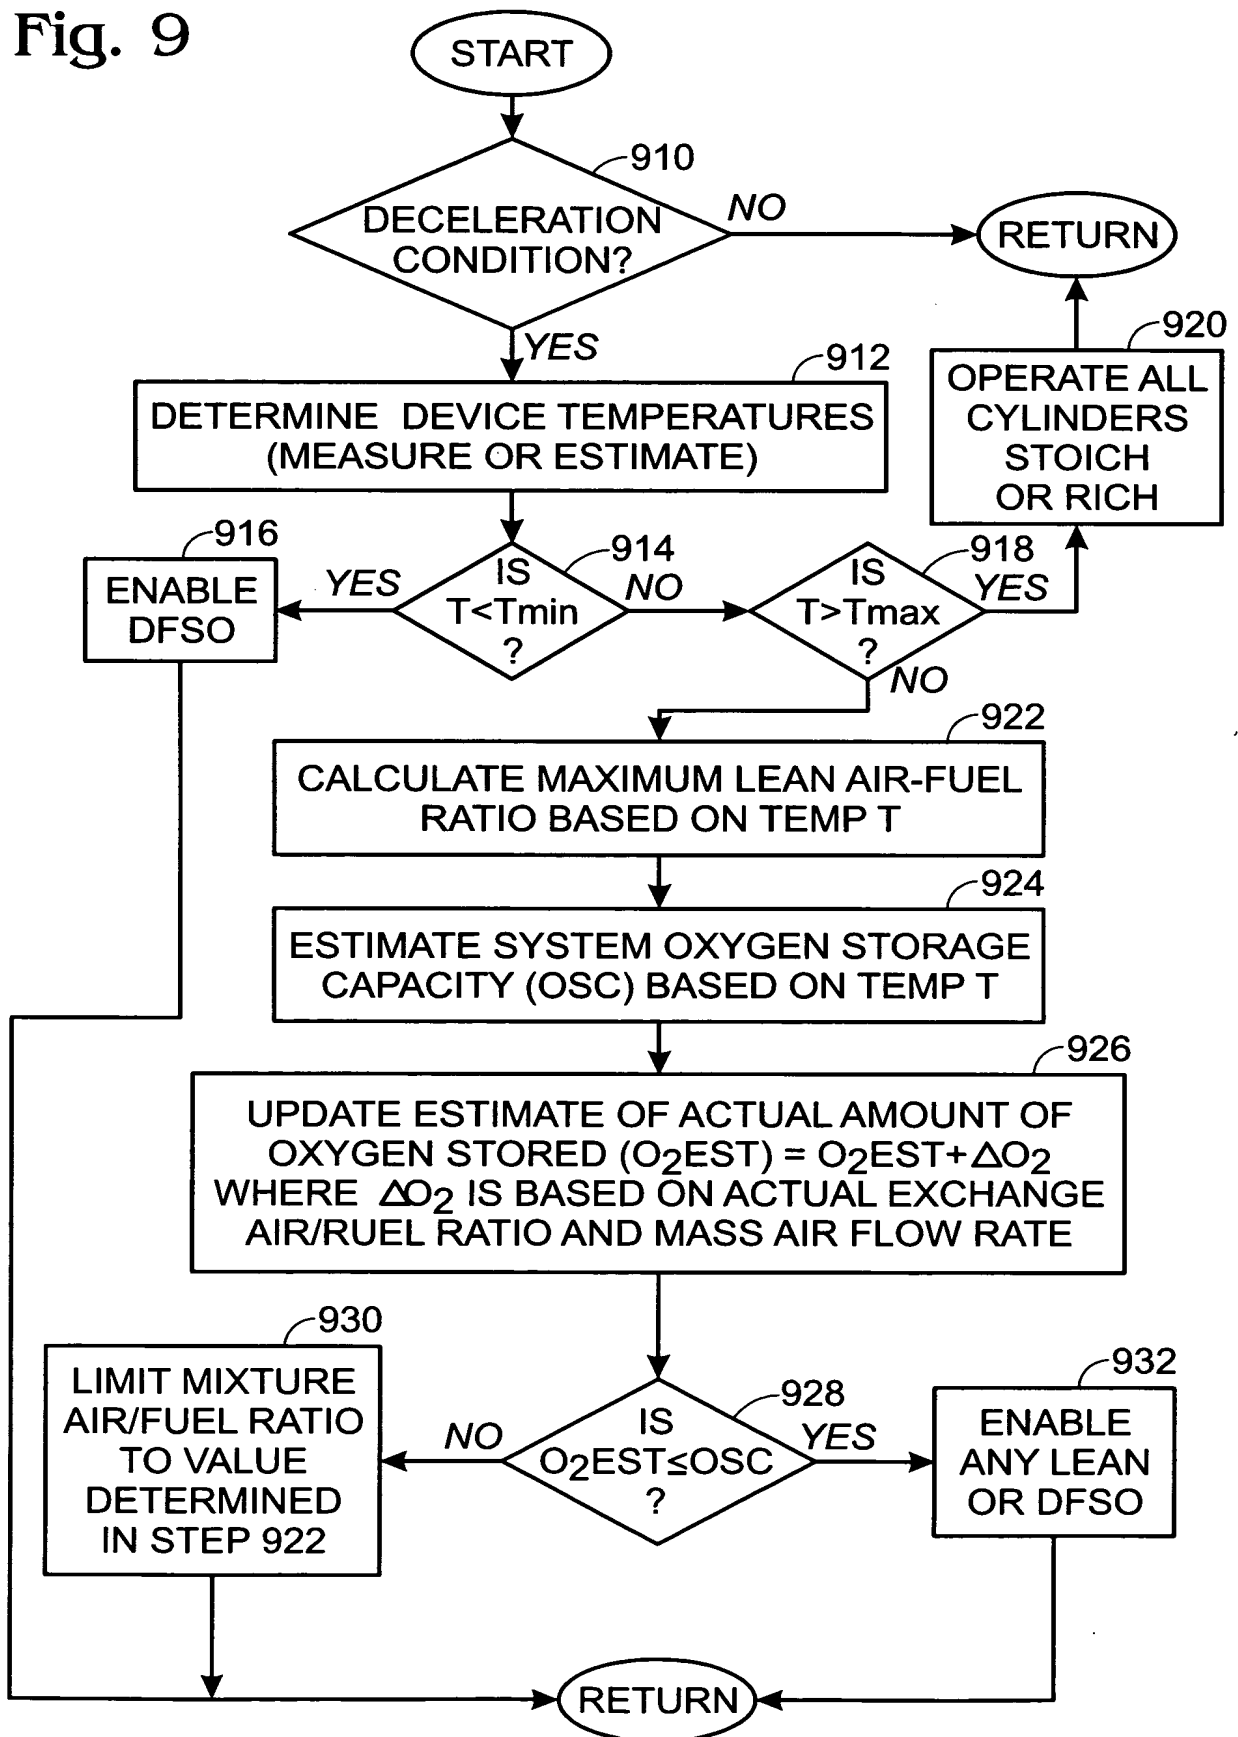 Fig. 9
START
910
DECELERATION
CONDITION?
NO
RETURN
YES
912
DETERMINE DEVICE TEMPERATURES
(MEASURE OR ESTIMATE)
920
OPERATE ALL
CYLINDERS
STOICH
OR RICH
916
ENABLE
DFSO
YES
914
IS
T<Tmin
?
NO
918
IS
T>Tmax
?
YES
NO
922
CALCULATE MAXIMUM LEAN AIR-FUEL
RATIO BASED ON TEMP T
924
ESTIMATE SYSTEM OXYGEN STORAGE
CAPACITY (OSC) BASED ON TEMP T
926
UPDATE ESTIMATE OF ACTUAL AMOUNT OF
OXYGEN STORED (O₂EST) = O₂EST+ΔO₂
WHERE ΔO₂ IS BASED ON ACTUAL EXCHANGE
AIR/RUEL RATIO AND MASS AIR FLOW RATE
930
LIMIT MIXTURE
AIR/FUEL RATIO
TO VALUE
DETERMINED
IN STEP 922
NO
928
IS
O₂EST≤OSC
?
YES
932
ENABLE
ANY LEAN
OR DFSO
RETURN